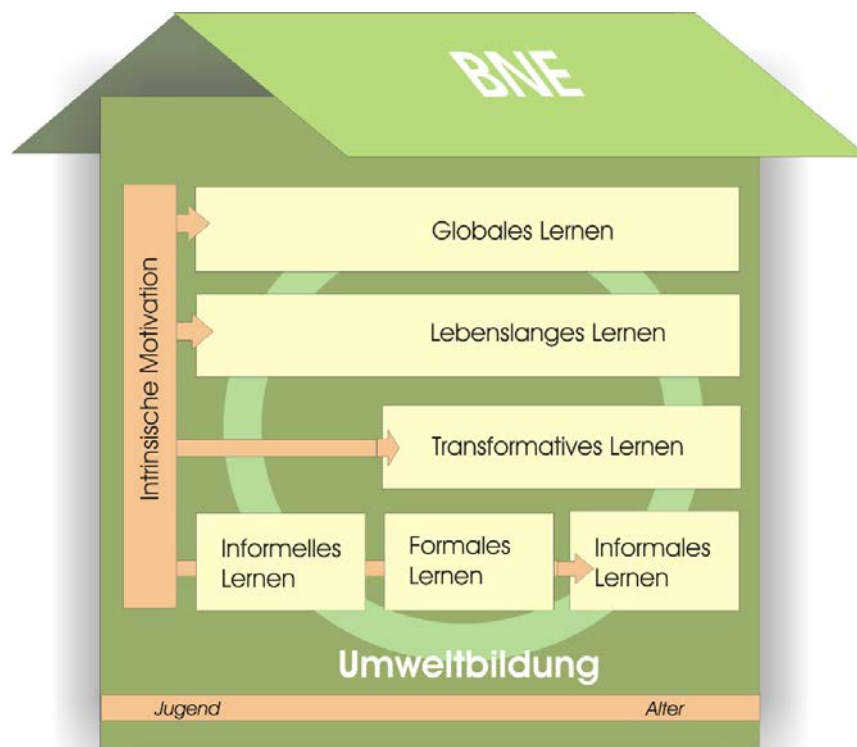 BNE
Intrinsische Motivation
Globales Lernen
Lebenslanges Lernen
Transformatives Lernen
Informelles
Lernen
Formales
Lernen
Informales
Lernen
Umweltbildung
Jugend
Alter